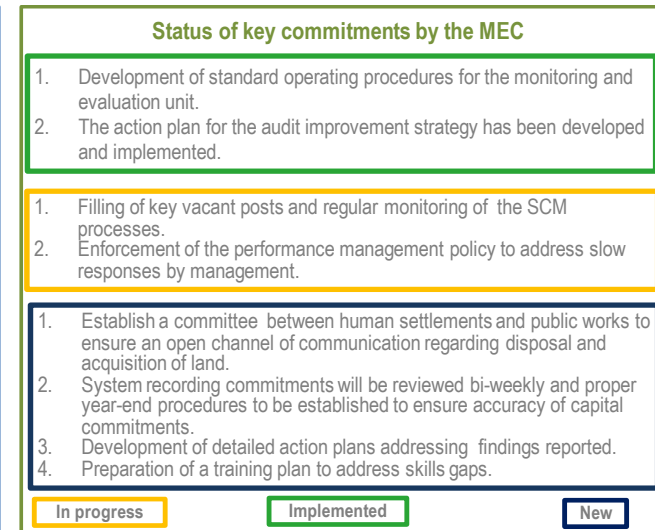 Status of key commitments by the MEC
1. Development of standard operating procedures for the monitoring and
evaluation unit.
2. The action plan for the audit improvement strategy has been developed
and implemented.
1. Filling of key vacant posts and regular monitoring of the SCM
processes.
2. Enforcement of the performance management policy to address slow
responses by management.
1. Establish a committee between human settlements and public works to
ensure an open channel of communication regarding disposal and
acquisition of land.
2. System recording commitments will be reviewed bi-weekly and proper
year-end procedures to be established to ensure accuracy of capital
commitments.
3. Development of detailed action plans addressing findings reported.
4. Preparation of a training plan to address skills gaps.
In progress Implemented New